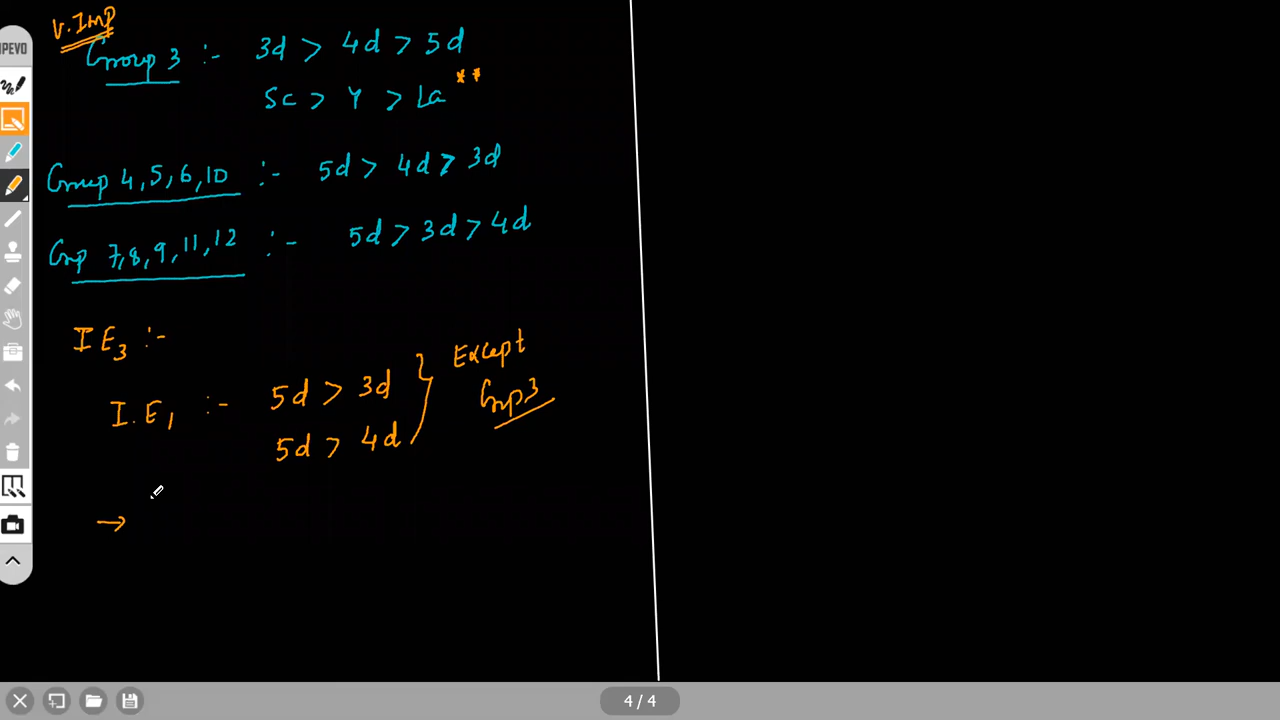 V.Imp
Group 3 :- 3d > 4d > 5d
Sc > Y > La **
Group 4,5,6,10 :- 5d > 4d > 3d
Grp 7,8,9,11,12 :- 5d > 3d > 4d
IE3 :-
I.E1 :- 5d > 3d
5d > 4d
} Except
Grp3
→
IPEVO
4 / 4